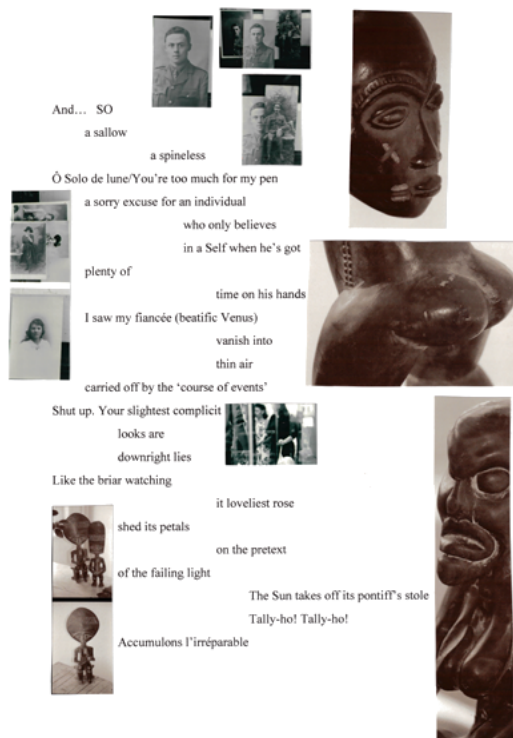 And… SO
a sallow
a spineless
Ó Solo de lune/You're too much for my pen
a sorry excuse for an individual
who only believes
in a Self when he's got
plenty of
time on his hands
I saw my fiancée (beatific Venus)
vanish into
thin air
carried off by the 'course of events'
Shut up. Your slightest complicit
looks are
downright lies
Like the briar watching
it loveliest rose
shed its petals
on the pretext
of the failing light
The Sun takes off its pontiff's stole
Tally-ho! Tally-ho!
Accumulons l'irréparable